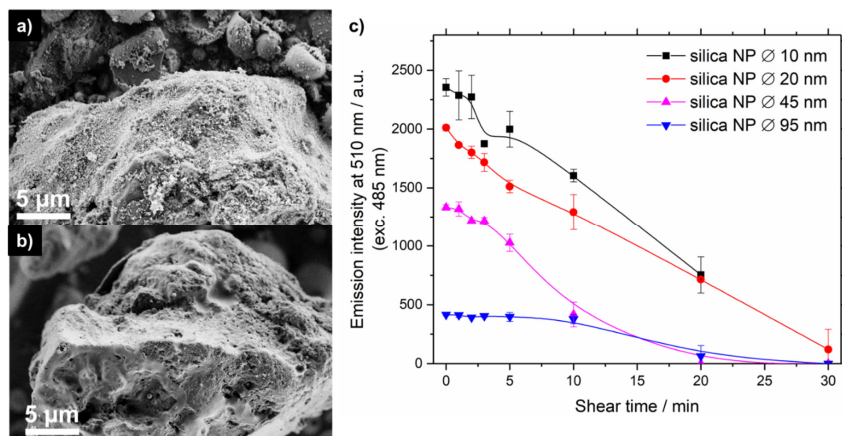 a)
5 µm
b)
5 µm
c)
silica NP Ø 10 nm
silica NP Ø 20 nm
silica NP Ø 45 nm
silica NP Ø 95 nm
Emission intensity at 510 nm / a.u.
(exc. 485 nm)
2500
2000
1500
1000
500
0
0 5 10 15 20 25 30
Shear time / min